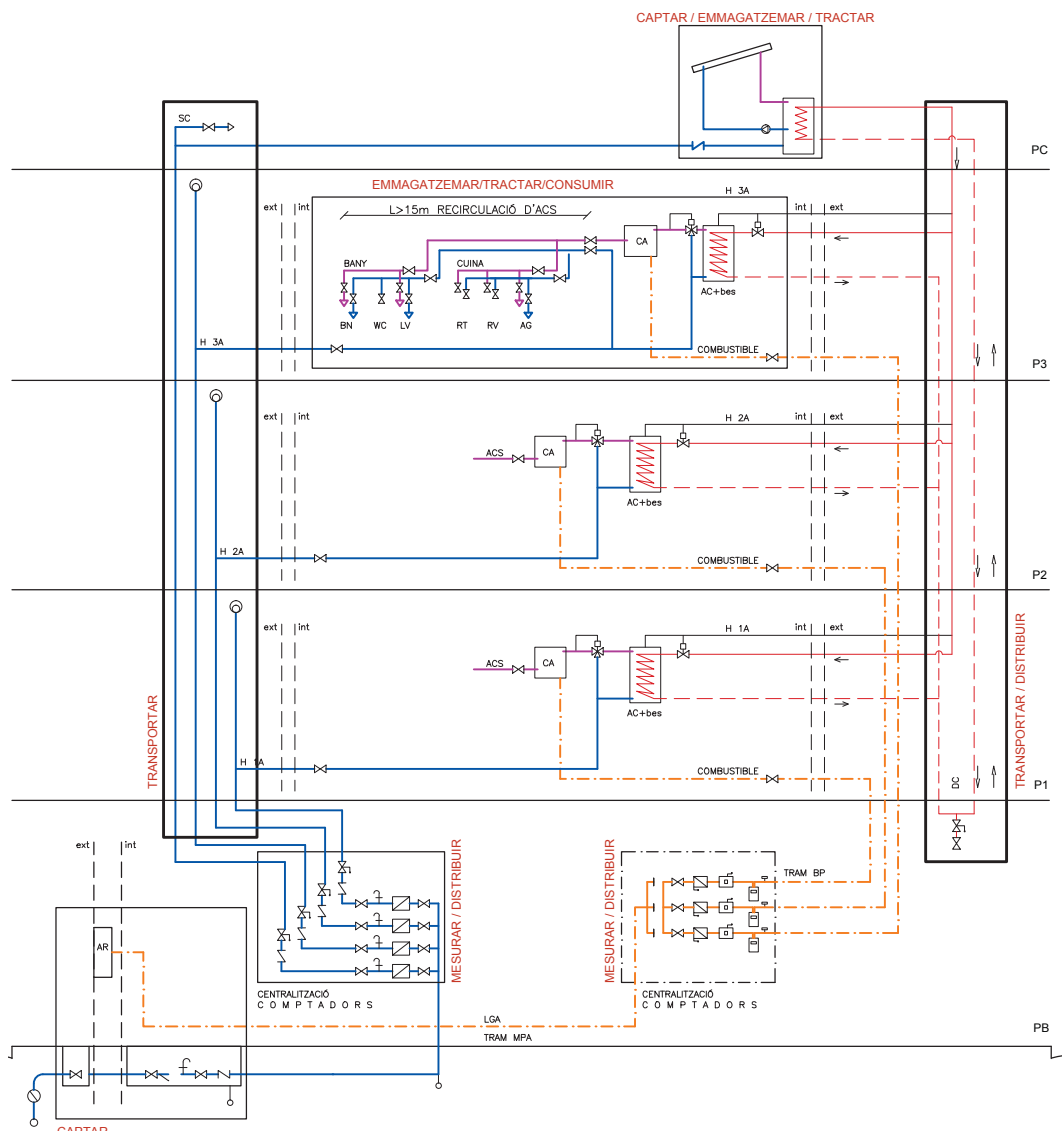 CAPTAR / EMMAGATZEMAR / TRACTAR
SC
PC
EMMAGATZEMAR/TRACTAR/CONSUMIR
H 3A
ext
int
L>15m RECIRCULACIÓ D'ACS
int
ext
CA
BANY
CUINA
AC+bes
BN
WC
LV
RT
RV
AG
H 3A
COMBUSTIBLE
P3
ext
int
H 2A
int
ext
ACS
CA
AC+bes
H 2A
COMBUSTIBLE
P2
ext
int
H 1A
int
ext
ACS
CA
AC+bes
TRANSPORTAR
TRANSPORTAR / DISTRIBUIR
H 1A
COMBUSTIBLE
DC
P1
ext
int
MESURAR / DISTRIBUIR
MESURAR / DISTRIBUIR
TRAM BP
AR
CENTRALITZACIÓ
COMPTADORS
CENTRALITZACIÓ
COMPTADORS
LGA
TRAM MPA
PB
CAPTAR